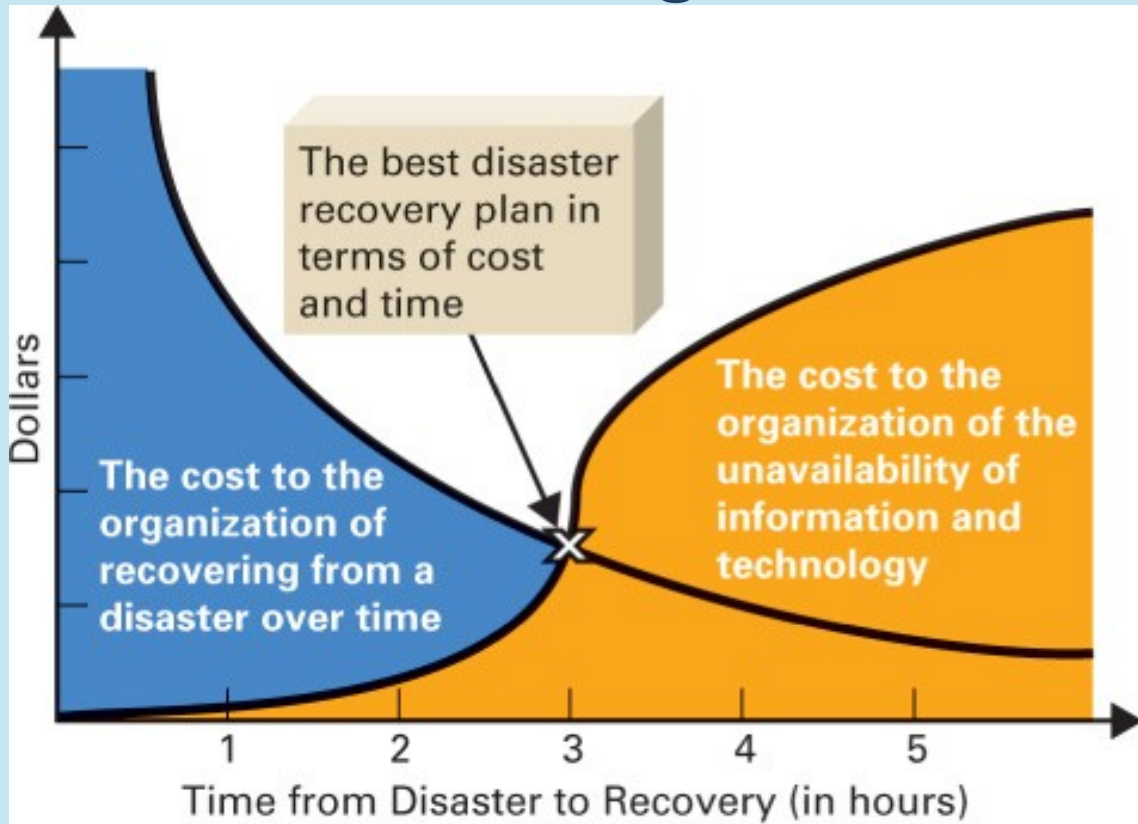 The best disaster
recovery plan in
terms of cost
and time
Dollars
The cost to the
organization of
recovering from a
disaster over time
The cost to the
organization of the
unavailability of
information and
technology
1 2 3 4 5
Time from Disaster to Recovery (in hours)